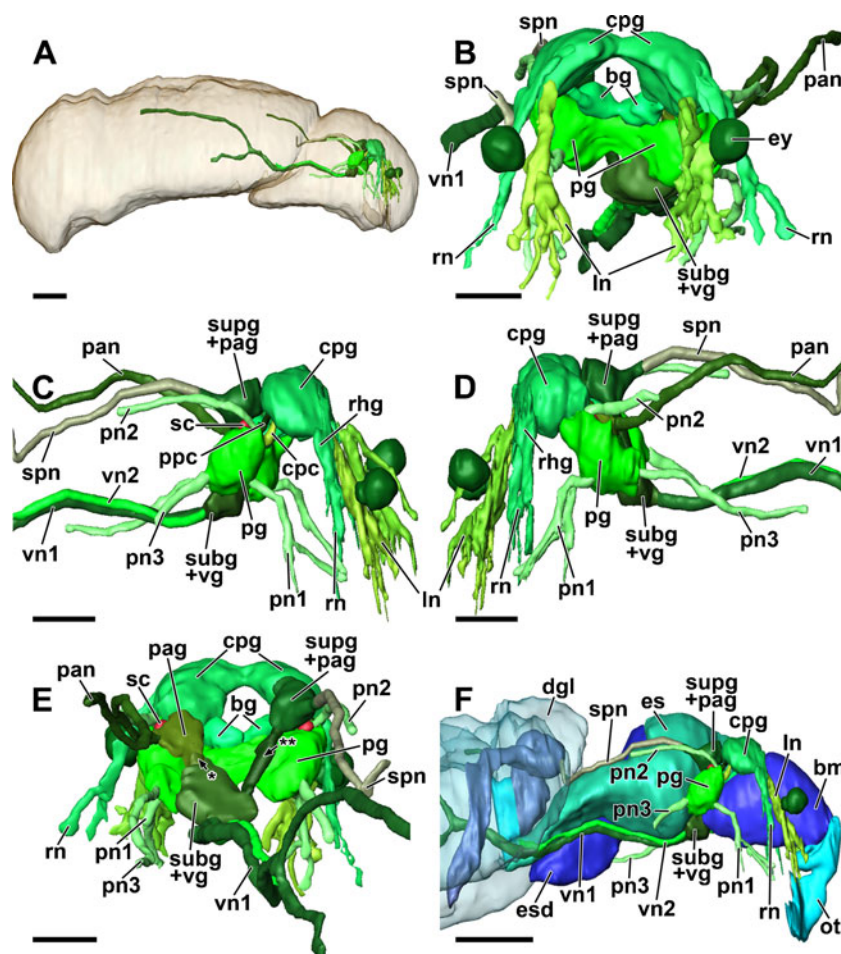 A
B
spn
cpg
pan
spn
bg
ey
vn1
pg
rn
ln
rn
subg
+vg
C
supg
+pag
cpg
pan
pn2
sc
rhg
spn
ppc
cpc
vn2
pg
vn1
pn3
subg
+vg
pn1
rn
ln
D
supg
+pag
spn
cpg
pan
pn2
rhg
vn2
vn1
pg
rn
subg
+vg
pn3
pn1
E
cpg
supg
+pag
pag
pan
sc
bg
pn2
**
pg
*
spn
rn
pn1
subg
+vg
pn3
vn1
F
dgl
es
supg
+pag
spn
cpg
ln
pn2
pg
bm
pn3
subg
+vg
pn1
vn1
pn3
vn2
rn
esd
ot